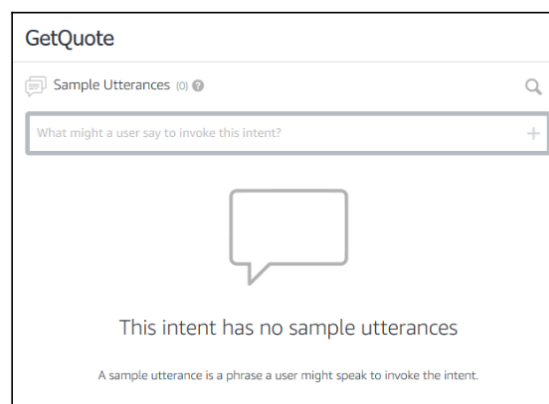 GetQuote
Sample Utterances (0) ?
What might a user say to invoke this intent? +
This intent has no sample utterances
A sample utterance is a phrase a user might speak to invoke the intent.